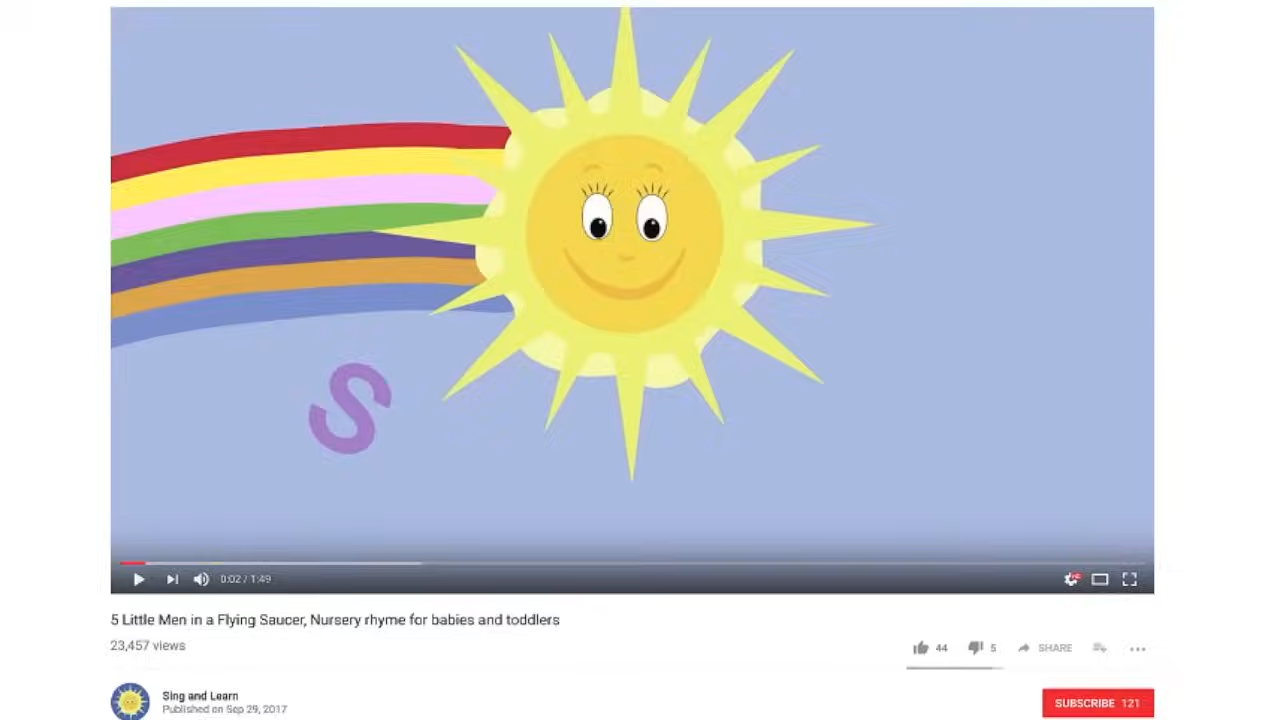 S
0:02 / 1:49
5 Little Men in a Flying Saucer, Nursery rhyme for babies and toddlers
23,457 views
44
5
SHARE
Sing and Learn
Published on Sep 29, 2017
SUBSCRIBE 121